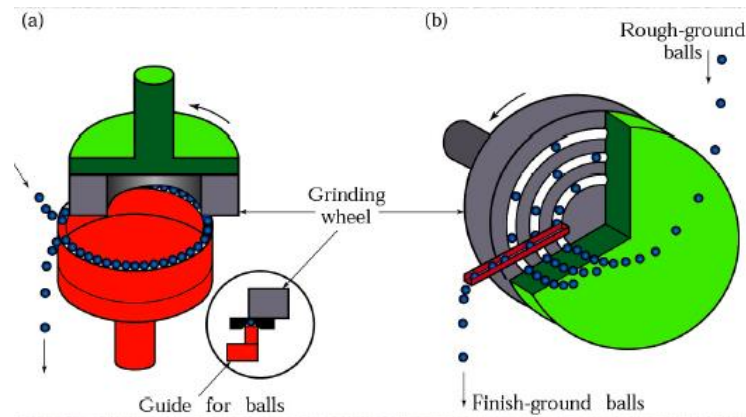 (a)
(b)
Rough-ground
balls
Grinding
wheel
Guide for balls
Finish-ground balls